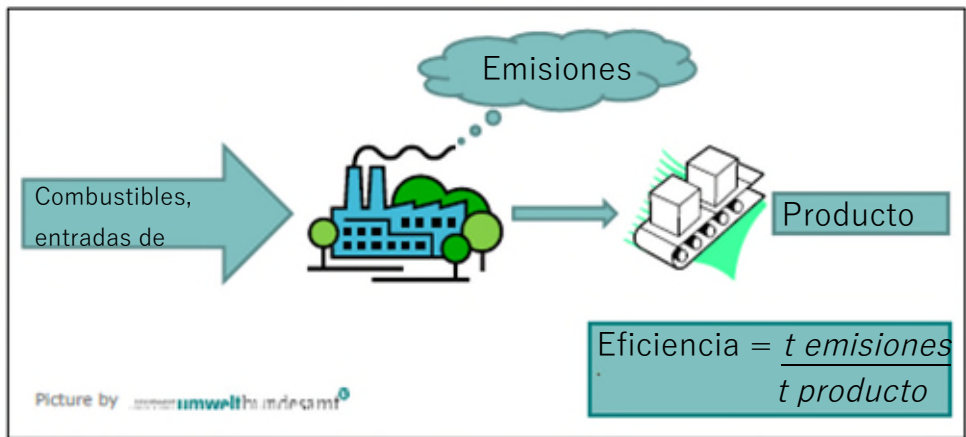 Emisiones
Combustibles,
entradas de
Producto
Eficiencia = t emisiones
t producto
Picture by umweltbundesamt